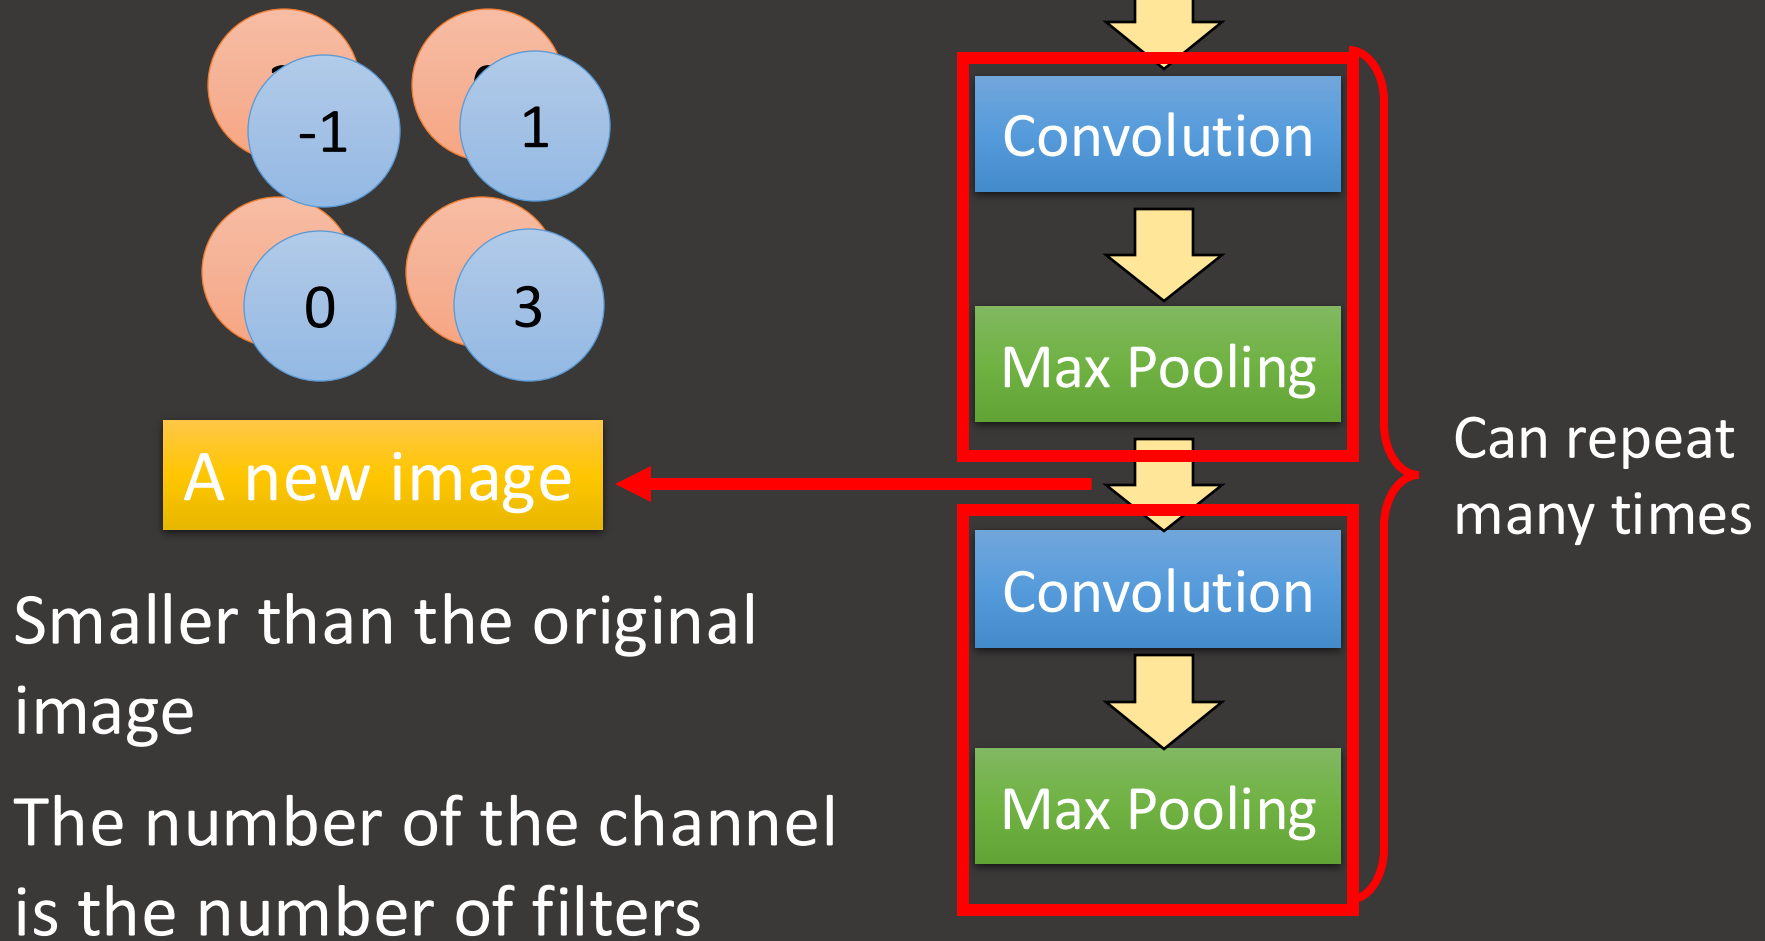 -1
1
0
3
A new image
Smaller than the original
image
The number of the channel
is the number of filters
Convolution
Max Pooling
Convolution
Max Pooling
Can repeat
many times